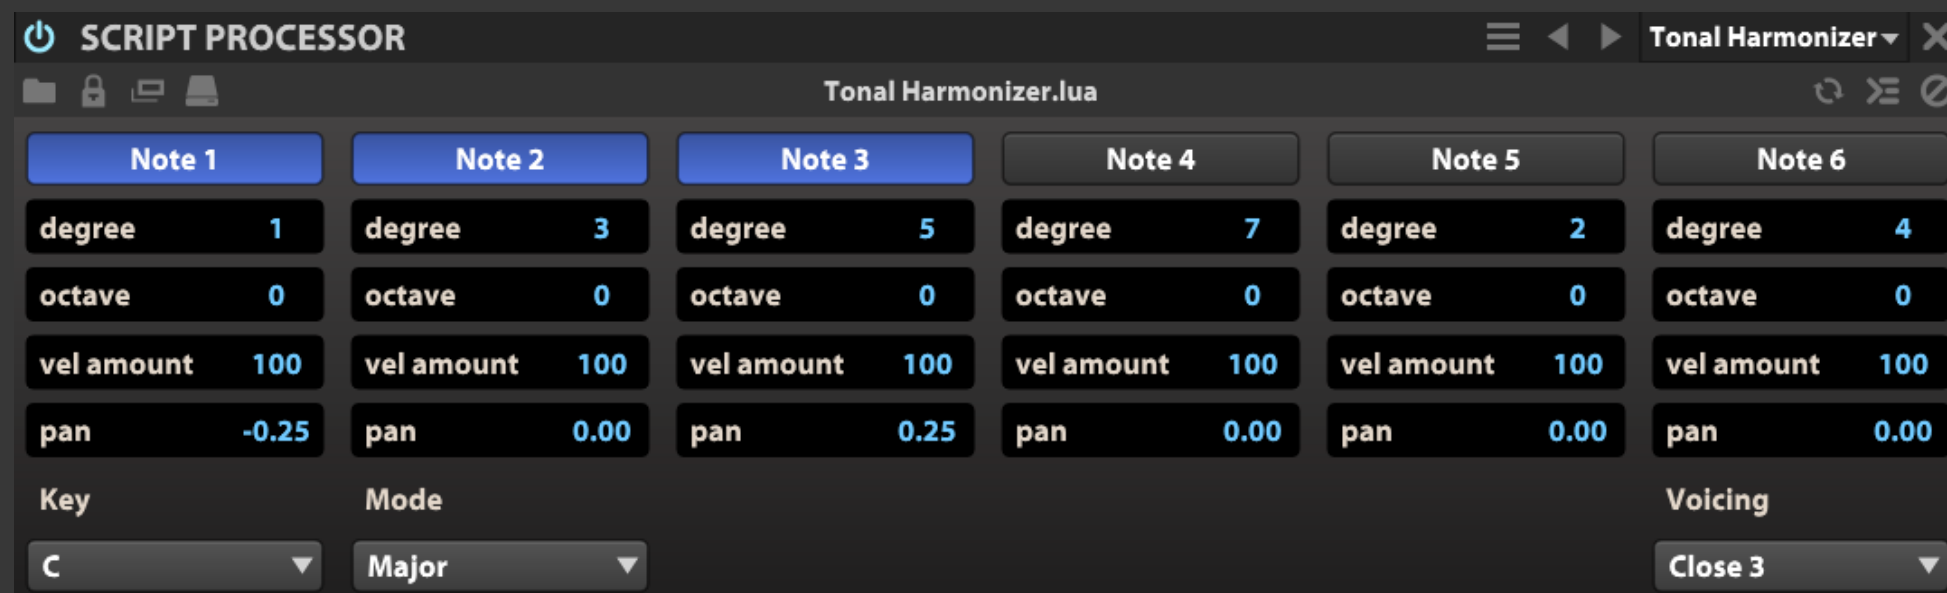 SCRIPT PROCESSOR Tonal Harmonizer
Tonal Harmonizer.lua
Note 1 Note 2 Note 3 Note 4 Note 5 Note 6
degree 1 degree 3 degree 5 degree 7 degree 2 degree 4
octave 0 octave 0 octave 0 octave 0 octave 0 octave 0
vel amount 100 vel amount 100 vel amount 100 vel amount 100 vel amount 100 vel amount 100
pan -0.25 pan 0.00 pan 0.25 pan 0.00 pan 0.00 pan 0.00
Key Mode Voicing
C Major Close 3